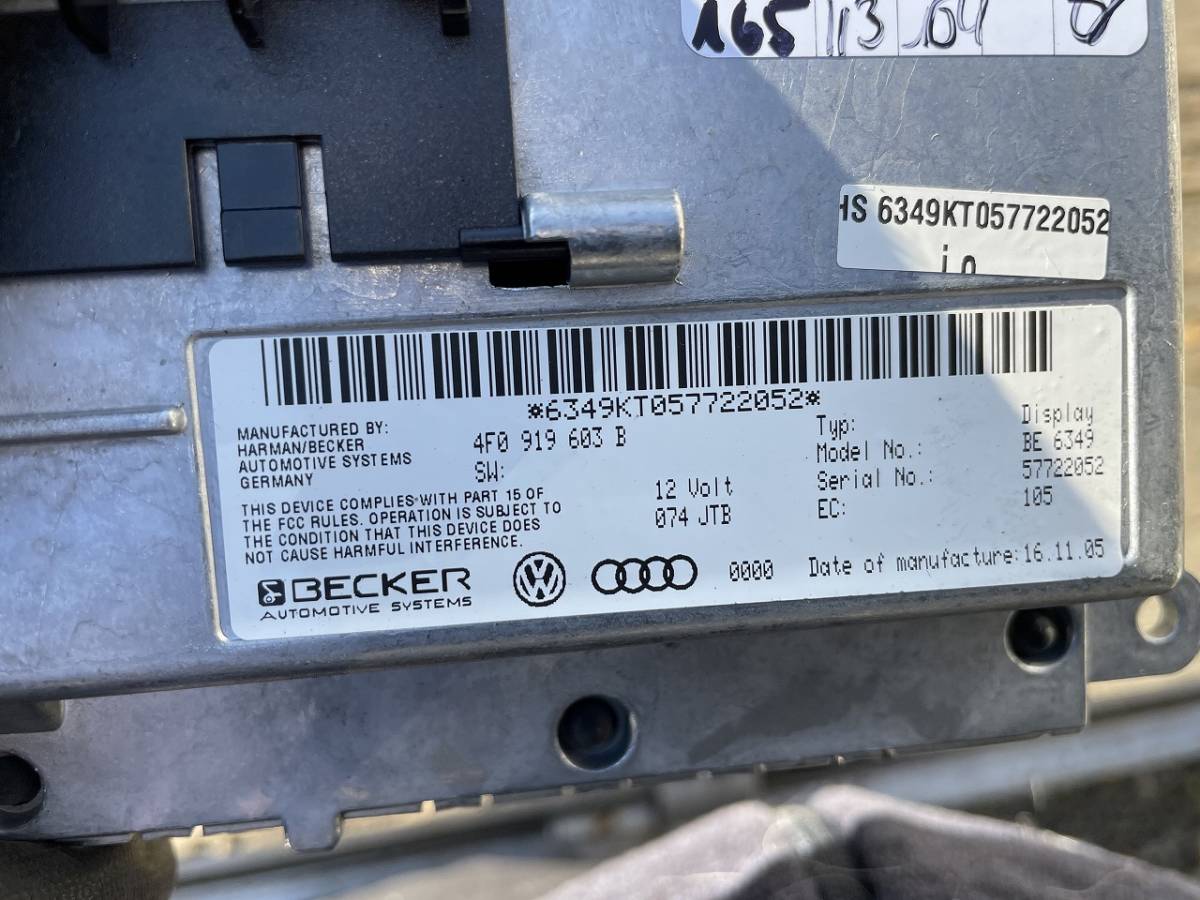 165 113 104
HS 6349KT057722052
i.o
*6349KT057722052*
MANUFACTURED BY:
HARMAN/BECKER
AUTOMOTIVE SYSTEMS
GERMANY
4F0 919 603 B
SW:
Typ: Display
Model No.: BE 6349
Serial No.: 57722052
EC: 105
12 Volt
074 JTB
THIS DEVICE COMPLIES WITH PART 15 OF
THE FCC RULES. OPERATION IS SUBJECT TO
THE CONDITION THAT THIS DEVICE DOES
NOT CAUSE HARMFUL INTERFERENCE.
BECKER
AUTOMOTIVE SYSTEMS
VW
0000
Date of manufacture:16.11.05